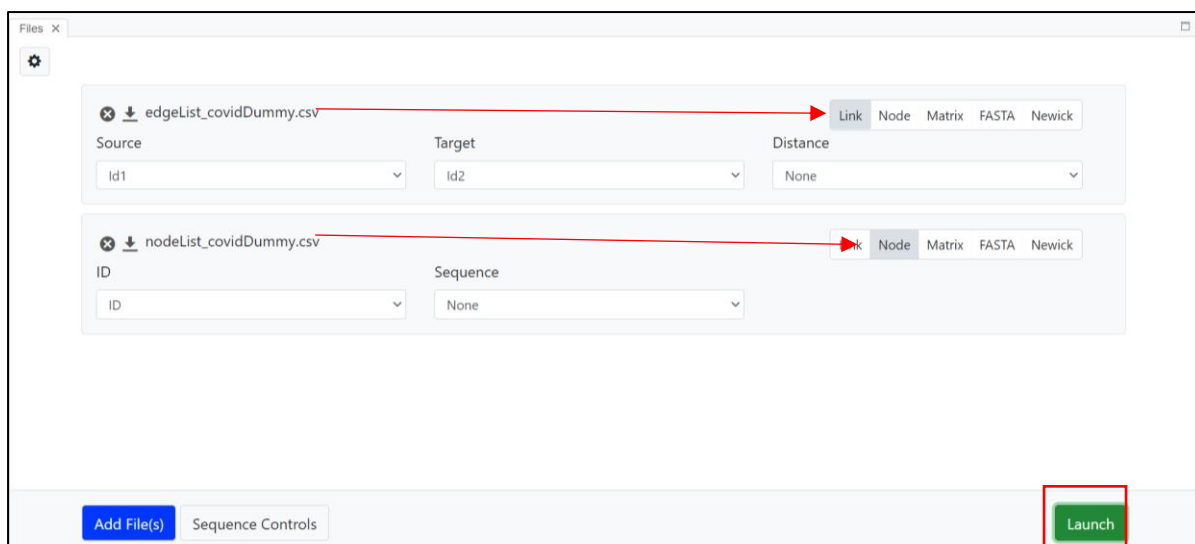 Files
edgeList_covidDummy.csv
Link Node Matrix FASTA Newick
Source Target Distance
Id1 Id2 None
nodeList_covidDummy.csv
Link Node Matrix FASTA Newick
ID Sequence
ID None
Add File(s) Sequence Controls Launch